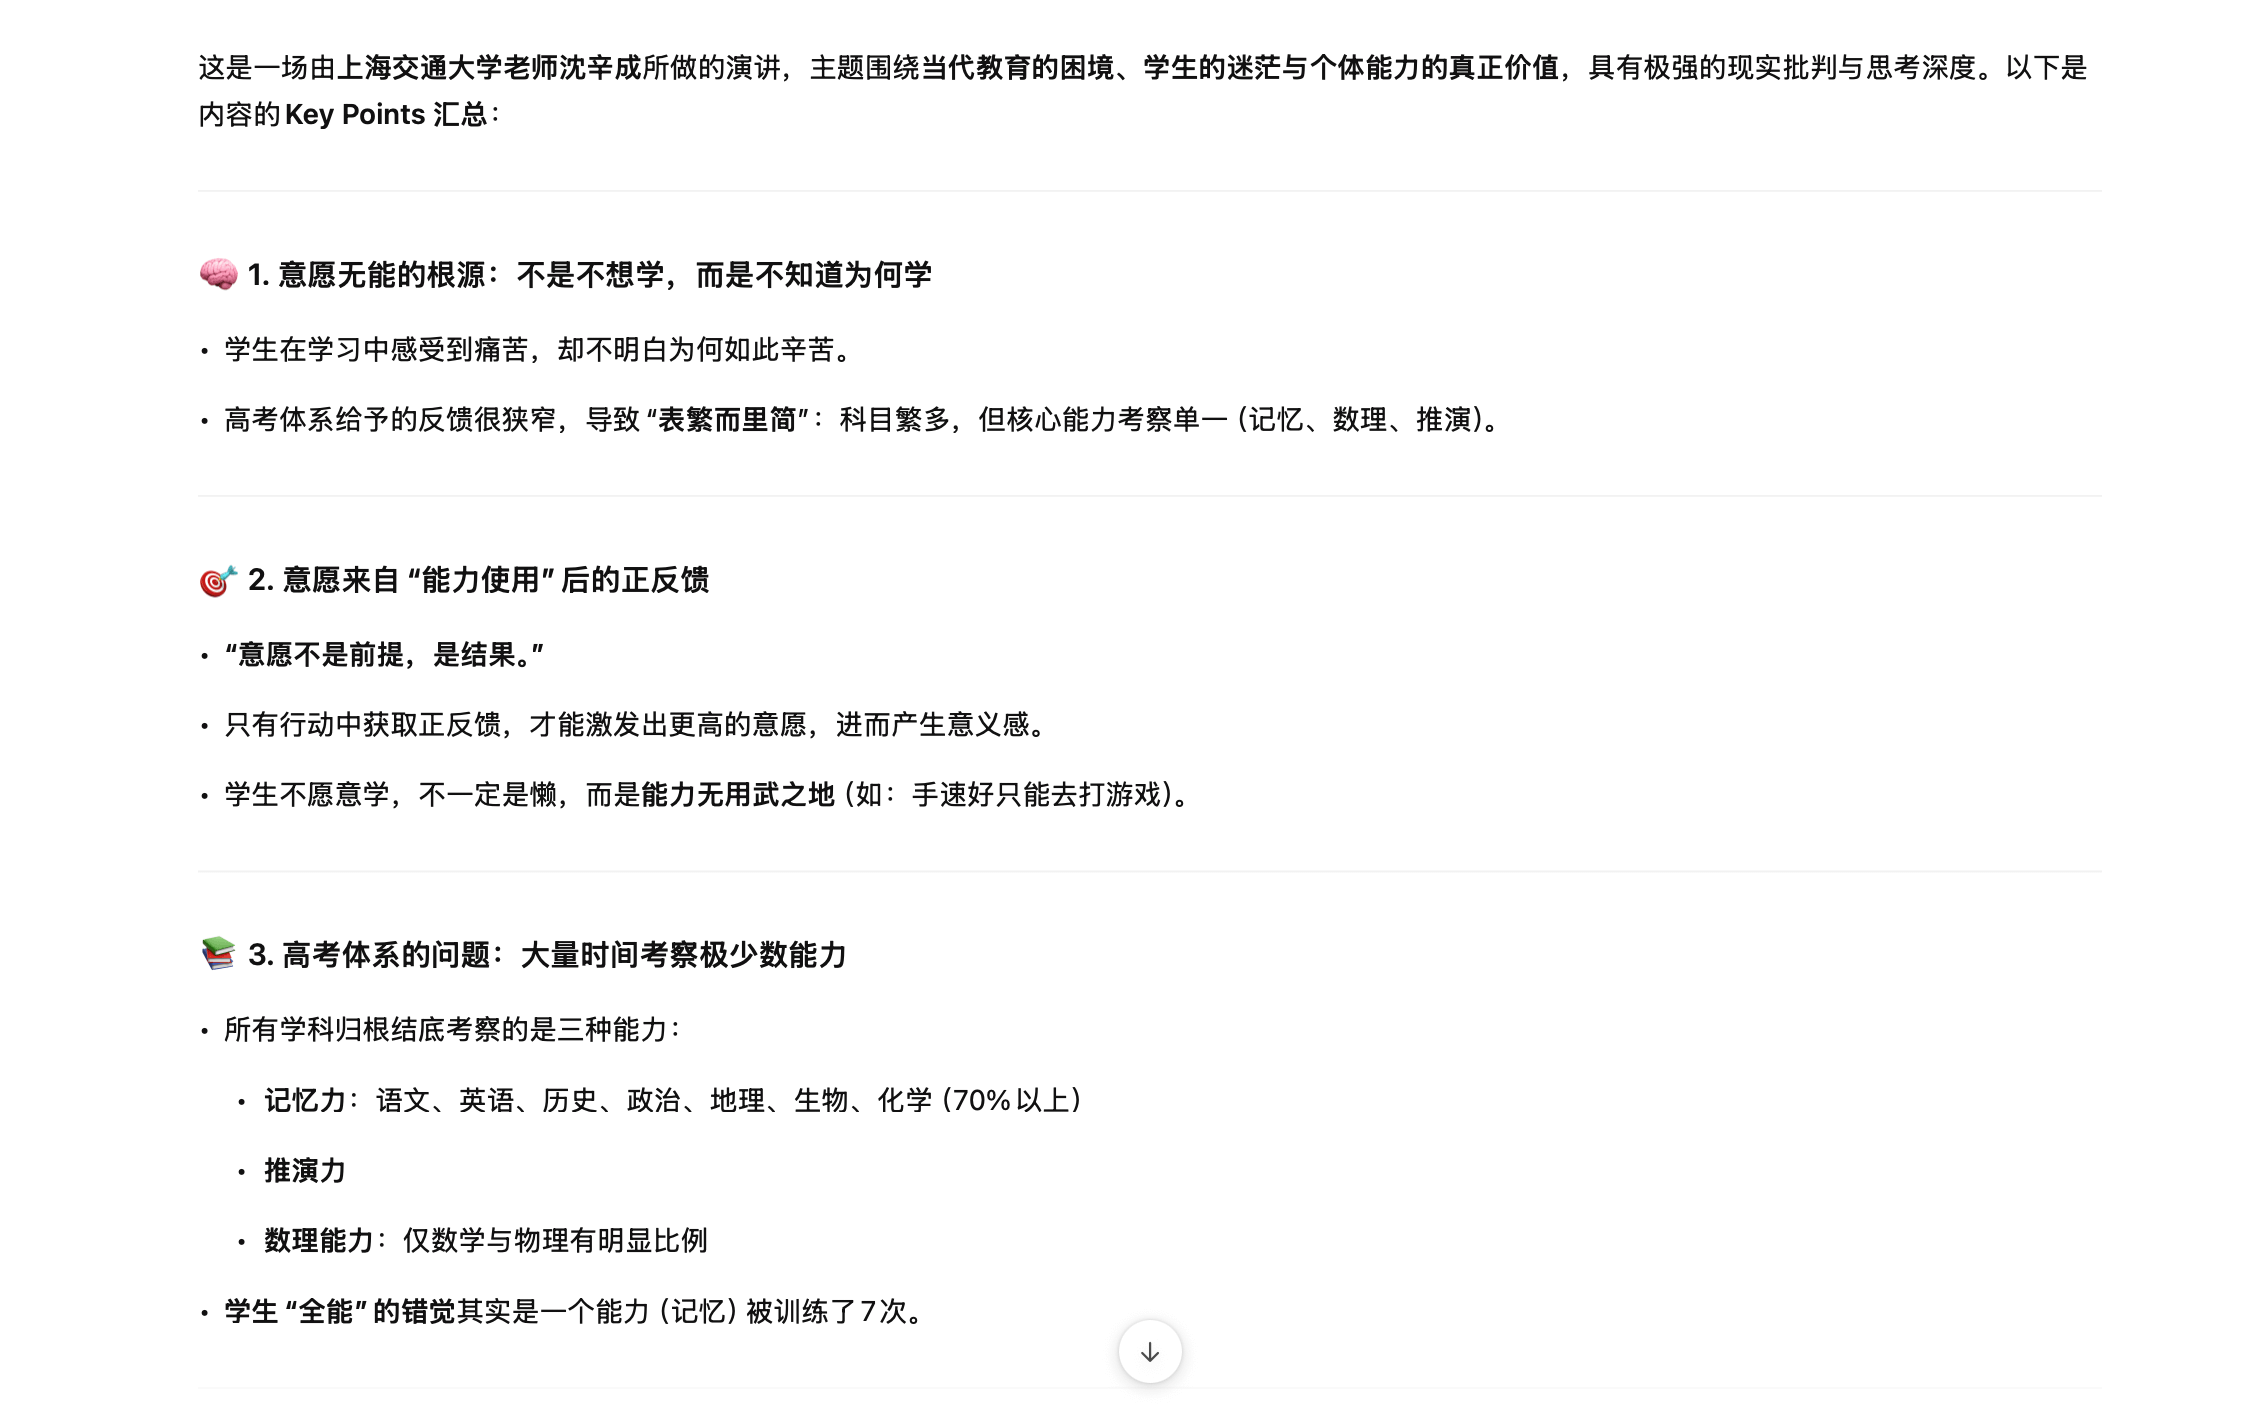 这是一场由上海交通大学老师沈辛成所做的演讲，主题围绕当代教育的困境、学生的迷茫与个体能力的真正价值，具有极强的现实批判与思考深度。以下是
内容的 Key Points 汇总：
🧠 1. 意愿无能的根源：不是不想学，而是不知道为何学
• 学生在学习中感受到痛苦，却不明白为何如此辛苦。
• 高考体系给予的反馈很狭窄，导致“表繁而里简”：科目繁多，但核心能力考察单一（记忆、数理、推演）。
🎯 2. 意愿来自“能力使用”后的正反馈
• “意愿不是前提，是结果。”
• 只有行动中获取正反馈，才能激发出更高的意愿，进而产生意义感。
• 学生不愿意学，不一定是懒，而是能力无用武之地（如：手速好只能去打游戏）。
📚 3. 高考体系的问题：大量时间考察极少数能力
• 所有学科归根结底考察的是三种能力：
• 记忆力：语文、英语、历史、政治、地理、生物、化学（70%以上）
• 推演力
• 数理能力：仅数学与物理有明显比例
• 学生“全能”的错觉其实是一个能力（记忆）被训练了7次。